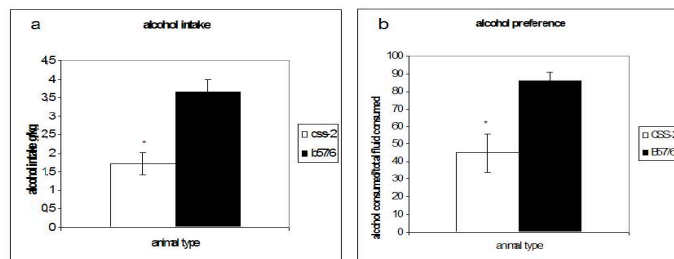 a
alcohol intake
4,5
4
3,5
3
2,5
2
1,5
1
0,5
0
alcohol intake g/kg
*
css-2
b57/6
animal type
b
alcohol preference
100
90
80
70
60
50
40
30
20
10
0
alcohol consumed/total fluid consumed
*
CSS-2
B57/6
animal type